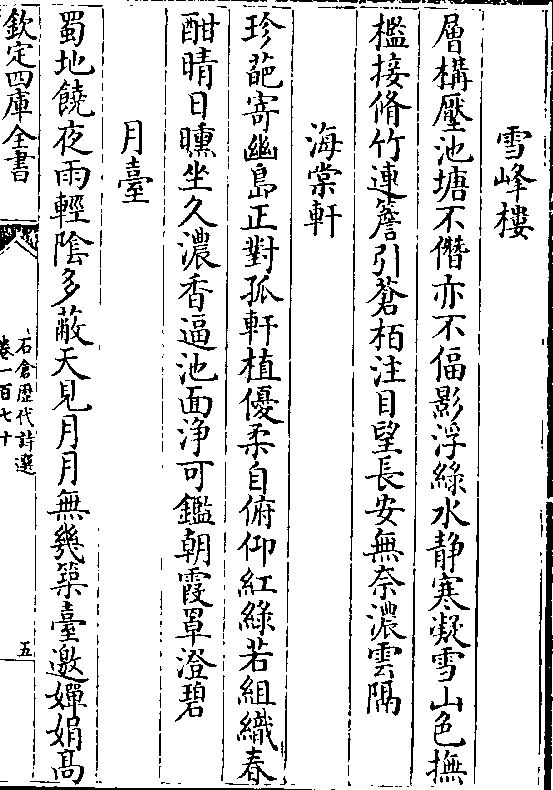 雪峰樓
層構壓池塘不僭亦不偪影浮緑水静寒凝雪山色撫
檻接脩竹連簷引蒼栢注目望長安無奈濃雲隔
海棠軒
珍葩寄幽島正對孤軒植優柔自俯仰紅緑若組織春
酣晴日曛坐久濃香逼池面浄可鑑朝霞罩澄碧
月臺
蜀地饒夜雨輕隂多蔽天見月月無幾築臺邀嬋娟髙
欽定四庫全書
石倉歴代詩選
卷一百七十
五